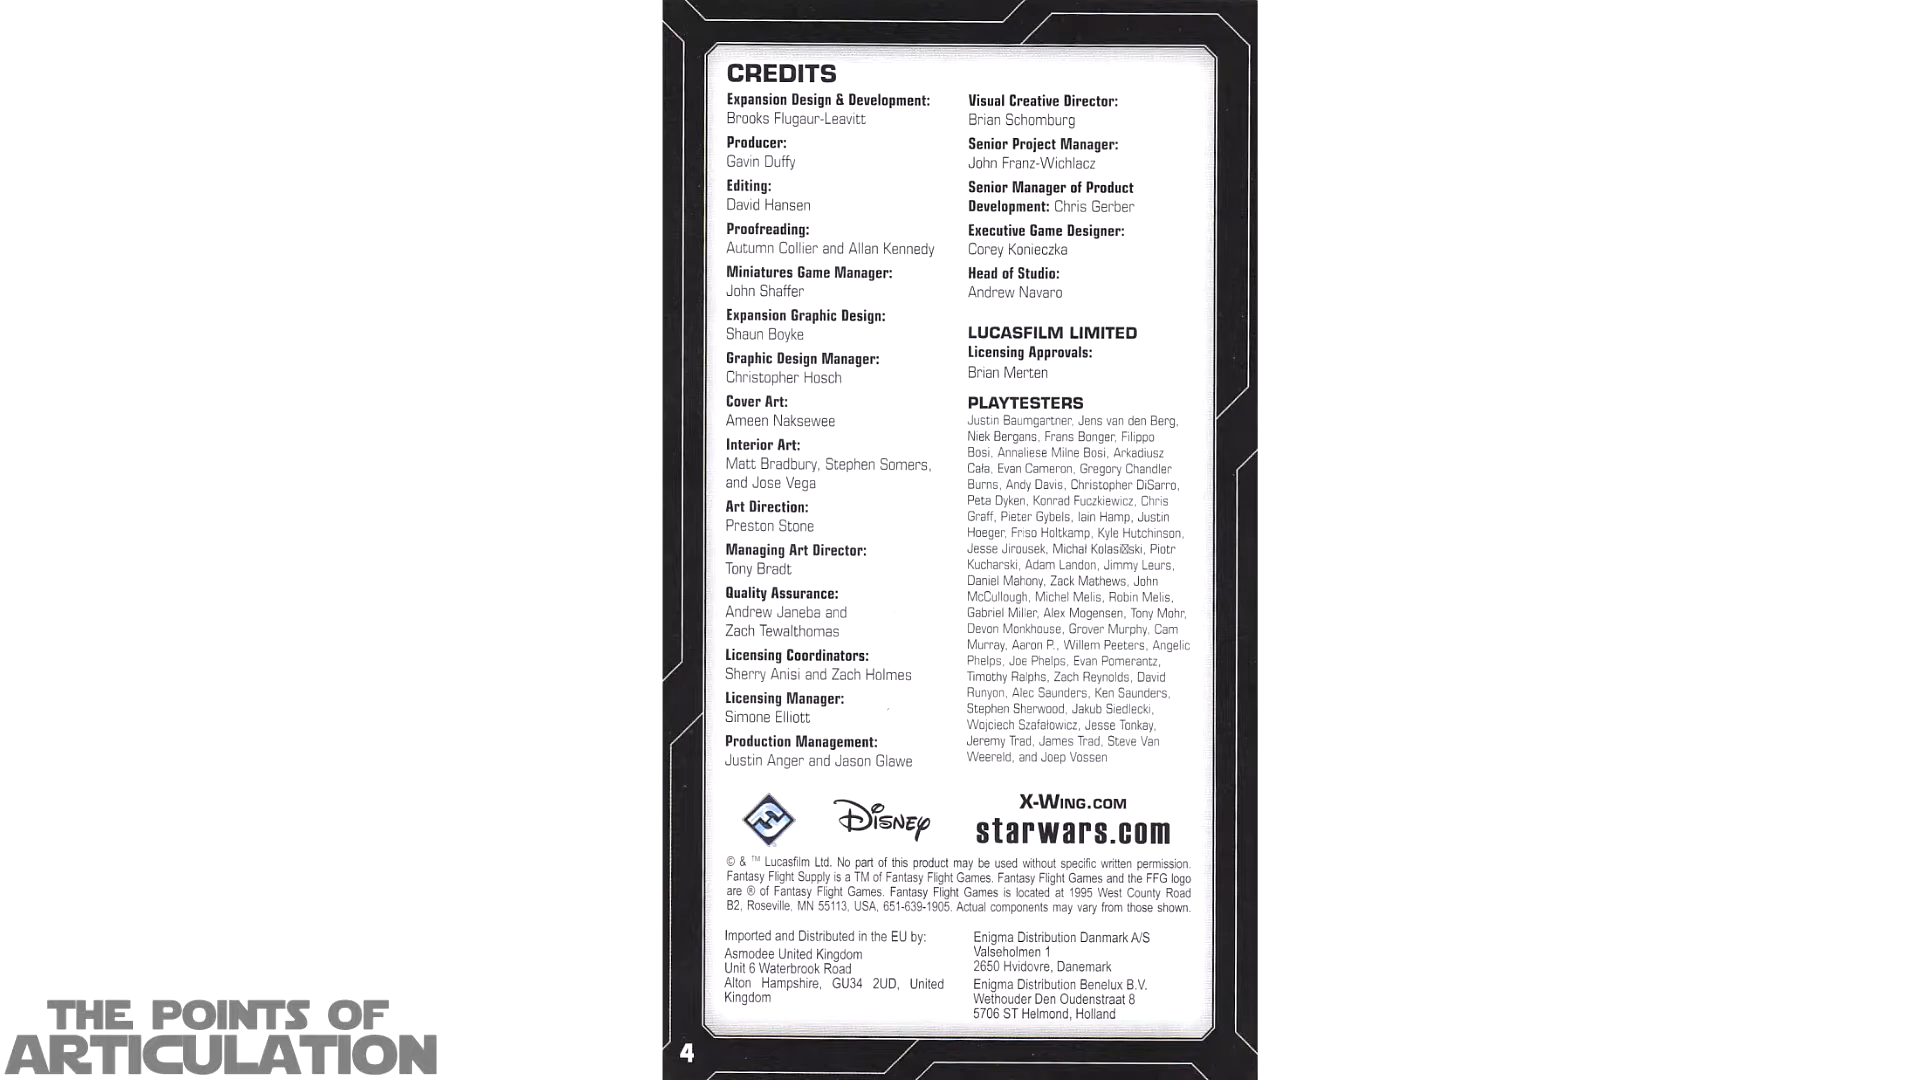 CREDITS
Expansion Design & Development:
Brooks Flugaur-Leavitt
Producer:
Gavin Duffy
Editing:
David Hansen
Proofreading:
Autumn Collier and Allan Kennedy
Miniatures Game Manager:
John Shaffer
Expansion Graphic Design:
Shaun Boyke
Graphic Design Manager:
Christopher Hosch
Cover Art:
Ameen Naksewee
Interior Art:
Matt Bradbury, Stephen Somers,
and Jose Vega
Art Direction:
Preston Stone
Managing Art Director:
Tony Bradt
Quality Assurance:
Andrew Janeba and
Zach Tewalthomas
Licensing Coordinators:
Sherry Anisi and Zach Holmes
Licensing Manager:
Simone Elliott
Production Management:
Justin Anger and Jason Glawe
Visual Creative Director:
Brian Schomburg
Senior Project Manager:
John Franz-Wichlacz
Senior Manager of Product
Development: Chris Gerber
Executive Game Designer:
Corey Konieczka
Head of Studio:
Andrew Navaro
LUCASFILM LIMITED
Licensing Approvals:
Brian Merten
PLAYTESTERS
Justin Baumgartner, Jens van den Berg,
Niek Bergans, Frans Bonger, Filippo
Bosi, Annaliese Milne Bosi, Arkadiusz
Cała, Evan Cameron, Gregory Chandler
Burns, Andy Davis, Christopher DiSarro,
Peta Dyken, Konrad Fuczkiewicz, Chris
Graff, Pieter Gybels, Iain Hamp, Justin
Hoeger, Friso Holtkamp, Kyle Hutchinson,
Jesse Jirousek, Michał Kolasi☒ski, Piotr
Kucharski, Adam Landon, Jimmy Leurs,
Daniel Mahony, Zack Mathews, John
McCullough, Michel Melis, Robin Melis,
Gabriel Miller, Alex Mogensen, Tony Mohr,
Devon Monkhouse, Grover Murphy, Cam
Murray, Aaron P., Willem Peeters, Angelic
Phelps, Joe Phelps, Evan Pomerantz,
Timothy Ralphs, Zach Reynolds, David
Runyon, Alec Saunders, Ken Saunders,
Stephen Sherwood, Jakub Siedlecki,
Wojciech Szafałowicz, Jesse Tonkay,
Jeremy Trad, James Trad, Steve Van
Weereld, and Joep Vossen
DISNEY
X-WING.COM
starwars.com
© & ™ Lucasfilm Ltd. No part of this product may be used without specific written permission.
Fantasy Flight Supply is a TM of Fantasy Flight Games. Fantasy Flight Games and the FFG logo
are ® of Fantasy Flight Games. Fantasy Flight Games is located at 1995 West County Road
B2, Roseville, MN 55113, USA, 651-639-1905. Actual components may vary from those shown.
Imported and Distributed in the EU by:
Asmodee United Kingdom
Unit 6 Waterbrook Road
Alton Hampshire, GU34 2UD, United
Kingdom
Enigma Distribution Danmark A/S
Valseholmen 1
2650 Hvidovre, Danemark
Enigma Distribution Benelux B.V.
Wethouder Den Oudenstraat 8
5706 ST Helmond, Holland
4
THE POINTS OF
ARTICULATION